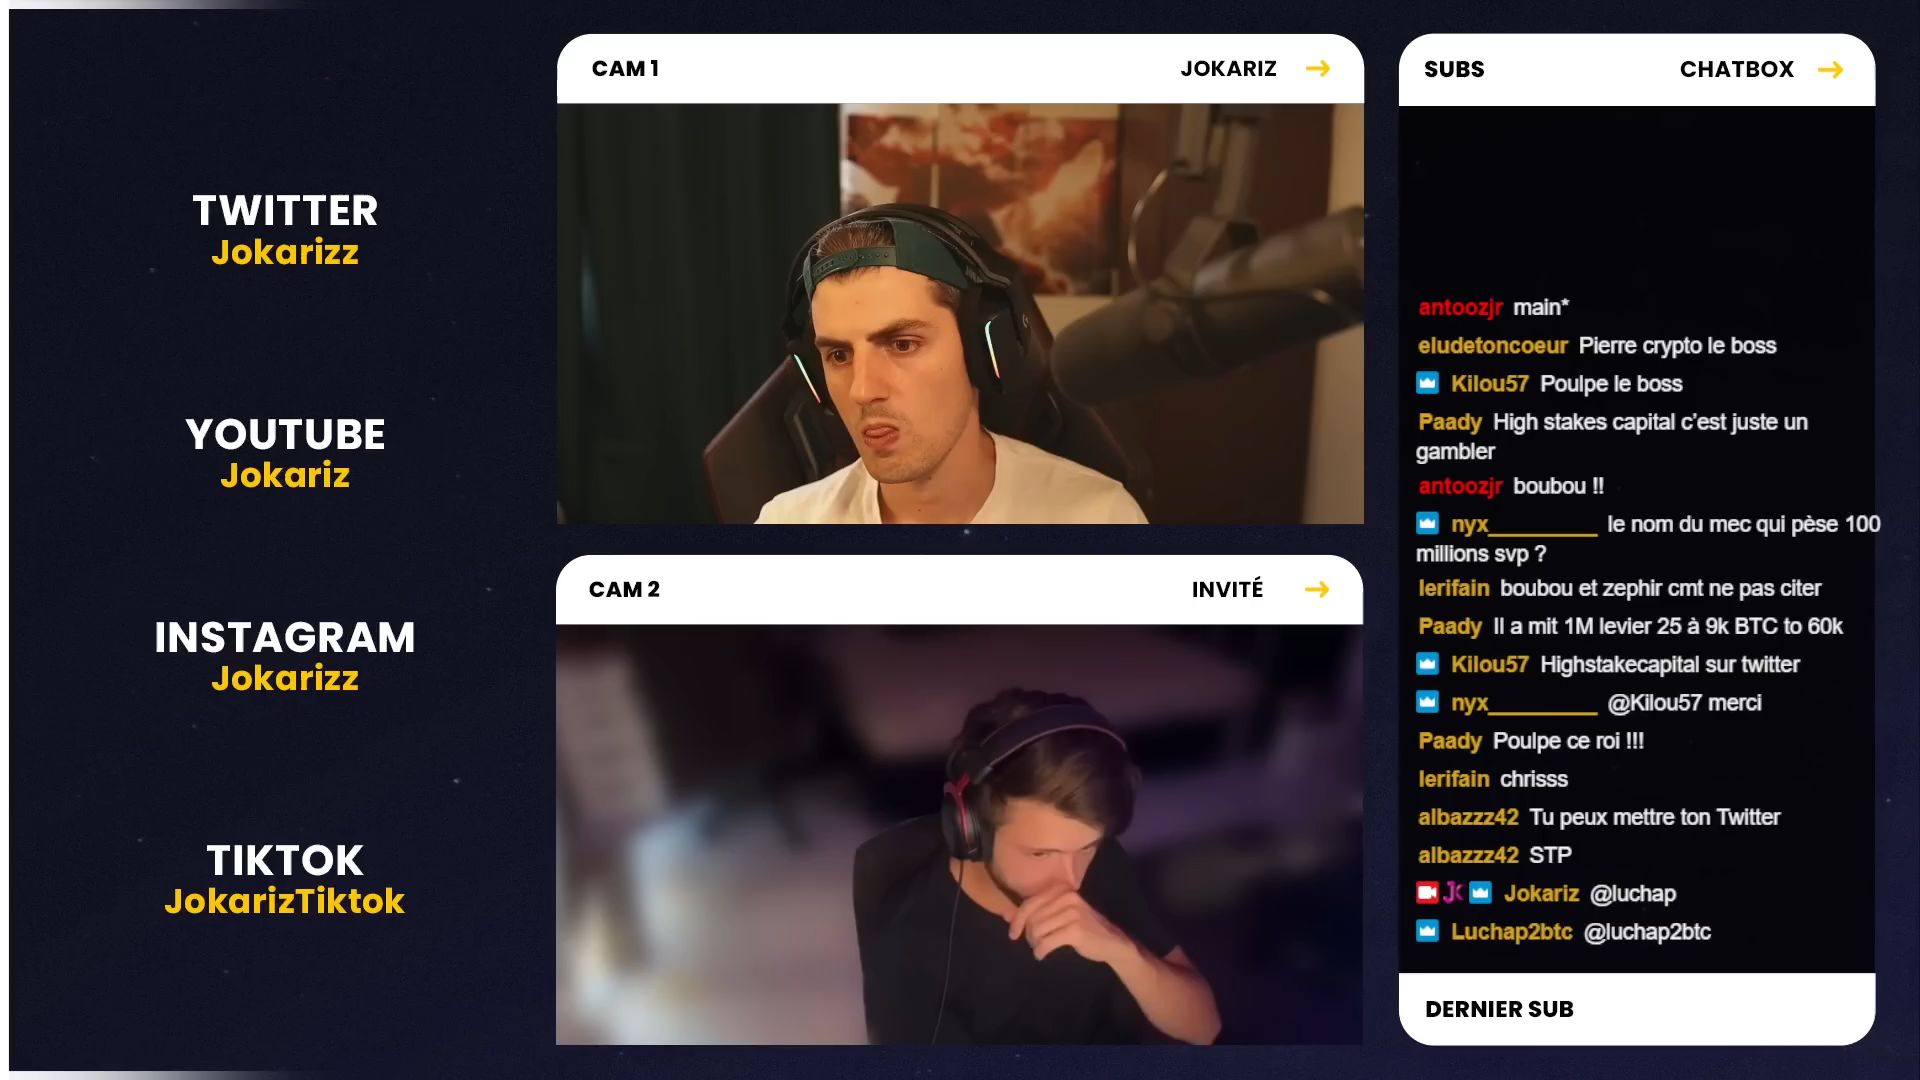 TWITTER
Jokarizz
YOUTUBE
Jokariz
INSTAGRAM
Jokarizz
TIKTOK
JokarizTiktok
CAM 1 JOKARIZ
CAM 2 INVITÉ
SUBS CHATBOX
antoozjr main*
eludetoncoeur Pierre crypto le boss
Kilou57 Poulpe le boss
Paady High stakes capital c'est juste un
gambler
antoozjr boubou !!
nyx_________ le nom du mec qui pèse 100
millions svp ?
lerifain boubou et zephir cmt ne pas citer
Paady Il a mit 1M levier 25 à 9k BTC to 60k
Kilou57 Highstakecapital sur twitter
nyx_________ @Kilou57 merci
Paady Poulpe ce roi !!!
lerifain chrisss
albazzz42 Tu peux mettre ton Twitter
albazzz42 STP
Jokariz @luchap
Luchap2btc @luchap2btc
DERNIER SUB